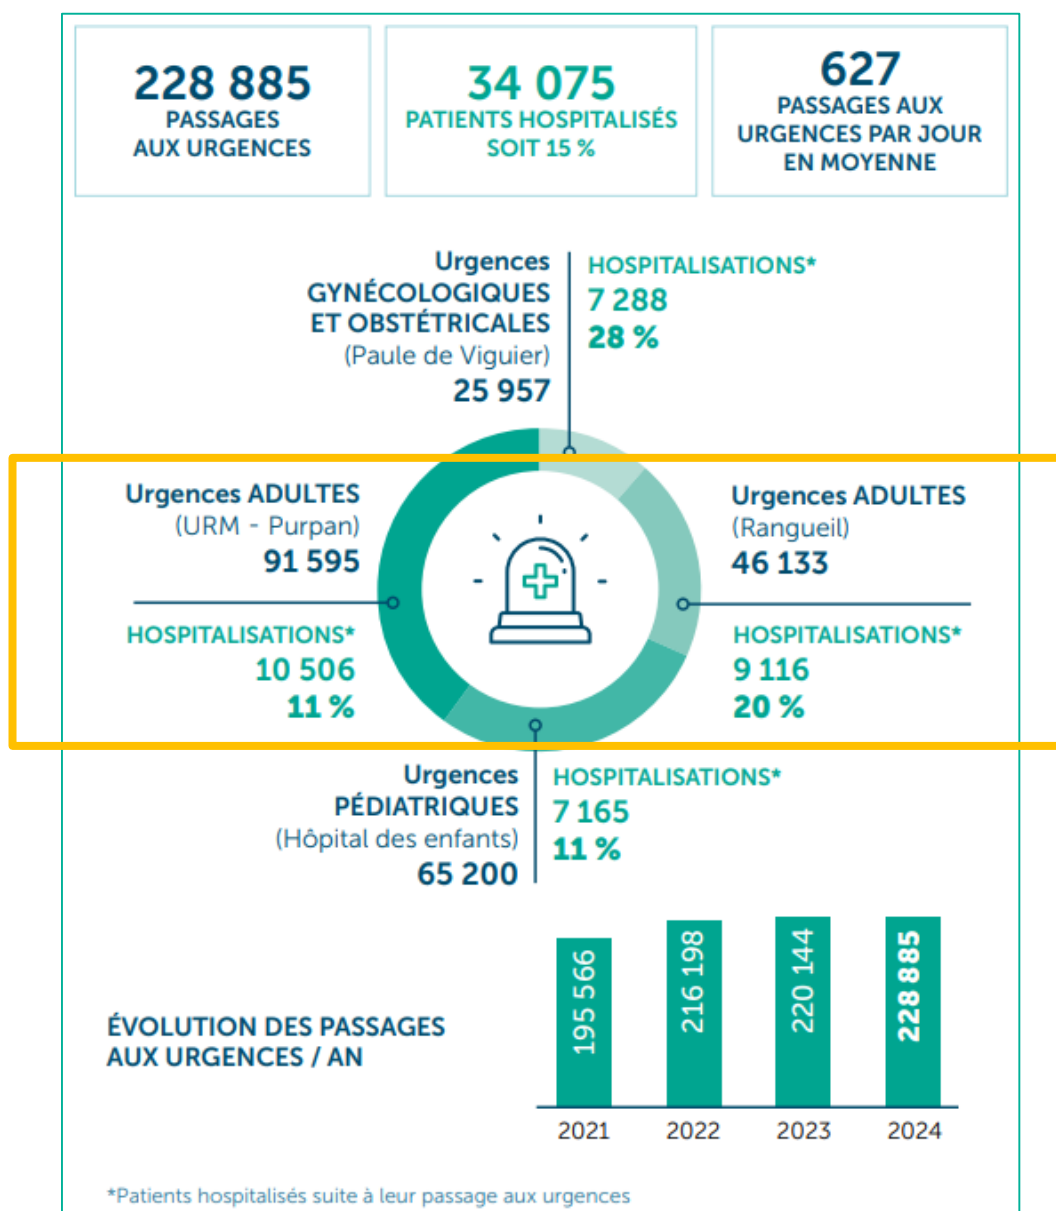 228 885
PASSAGES
AUX URGENCES
34 075
PATIENTS HOSPITALISÉS
SOIT 15 %
627
PASSAGES AUX
URGENCES PAR JOUR
EN MOYENNE
Urgences
GYNÉCOLOGIQUES
ET OBSTÉTRICALES
(Paule de Viguier)
25 957
HOSPITALISATIONS*
7 288
28 %
Urgences ADULTES
(URM - Purpan)
91 595
HOSPITALISATIONS*
10 506
11 %
Urgences ADULTES
(Rangueil)
46 133
HOSPITALISATIONS*
9 116
20 %
Urgences
PÉDIATRIQUES
(Hôpital des enfants)
65 200
HOSPITALISATIONS*
7 165
11 %
ÉVOLUTION DES PASSAGES
AUX URGENCES / AN
195 566
216 198
220 144
228 885
2021
2022
2023
2024
*Patients hospitalisés suite à leur passage aux urgences